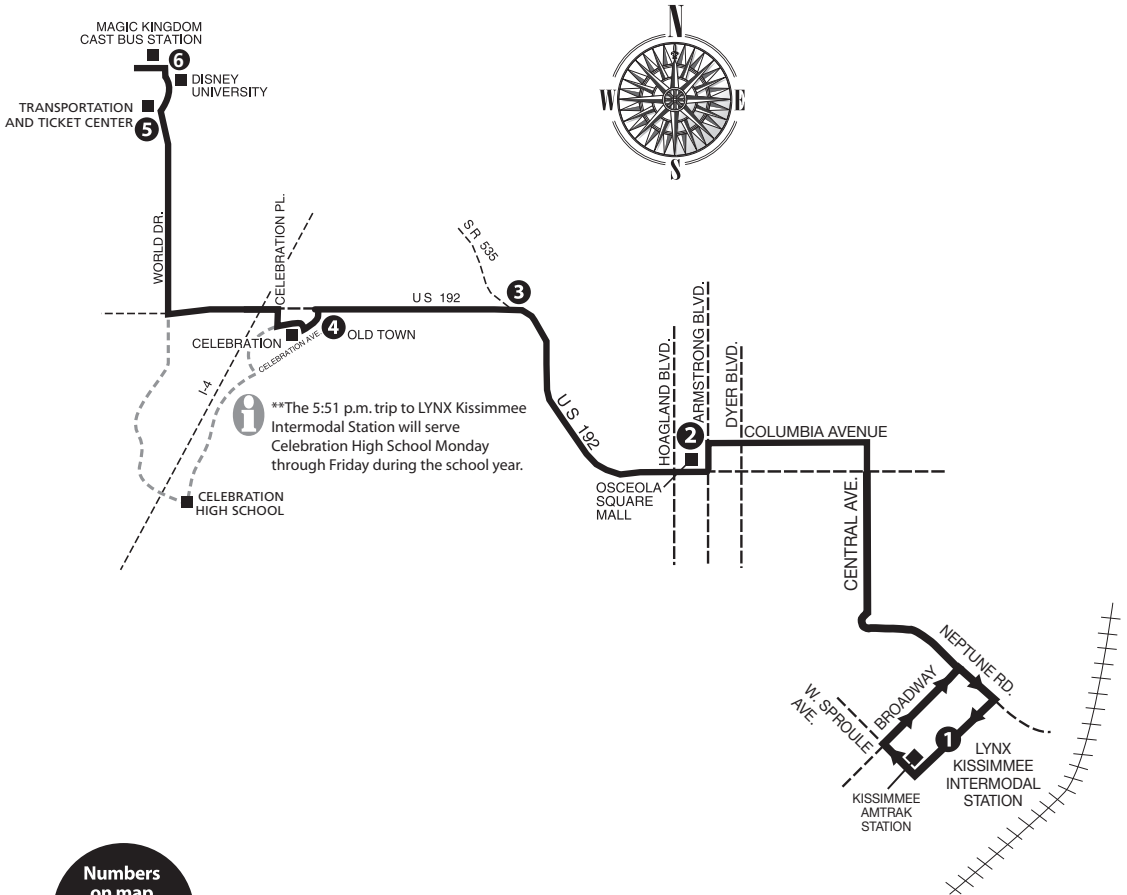 MAGIC KINGDOM
CAST BUS STATION
6
DISNEY
UNIVERSITY
TRANSPORTATION
AND TICKET CENTER
5
N
W
E
S
WORLD DR.
CELEBRATION PL.
SR 535
3
US 192
4
OLD TOWN
CELEBRATION
CELEBRATION AVE.
I-4
i
**The 5:51 p.m. trip to LYNX Kissimmee
Intermodal Station will serve
Celebration High School Monday
through Friday during the school year.
CELEBRATION
HIGH SCHOOL
US 192
HOAGLAND BLVD.
ARMSTRONG BLVD.
DYER BLVD.
2
COLUMBIA AVENUE
OSCEOLA
SQUARE
MALL
CENTRAL AVE.
NEPTUNE RD.
BROADWAY
W. SPROULE
AVE.
1
LYNX
KISSIMMEE
INTERMODAL
STATION
KISSIMMEE
AMTRAK
STATION
Numbers
on map